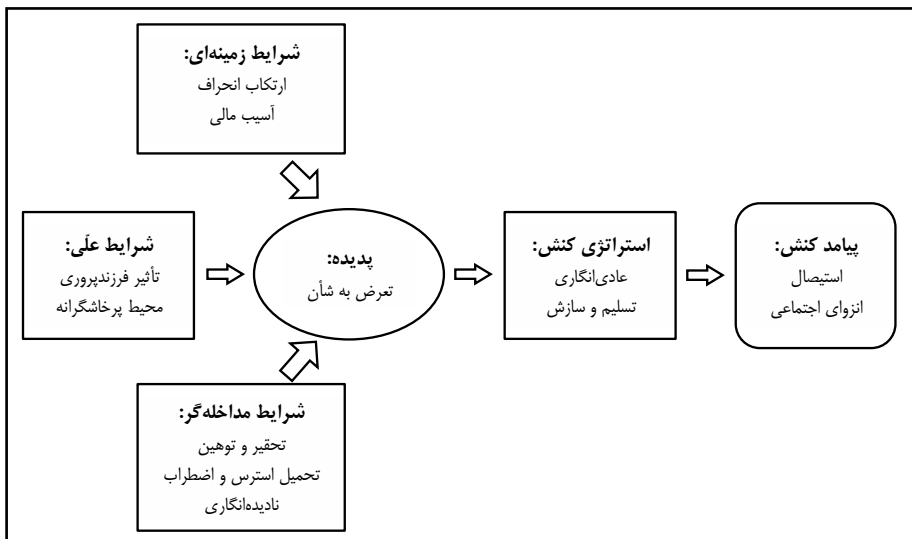 شرایط زمینه‌ای:
ارتکاب انحراف
آسیب مالی
شرایط علّی:
تأثیر فرزندپروری
محیط پرخاشگرانه
پدیده:
تعرض به شأن
استراتژی کنش:
عادی‌انگاری
تسلیم و سازش
پیامد کنش:
استیصال
انزوای اجتماعی
شرایط مداخله‌گر:
تحقیر و توهین
تحمیل استرس و اضطراب
نادیده‌انگاری